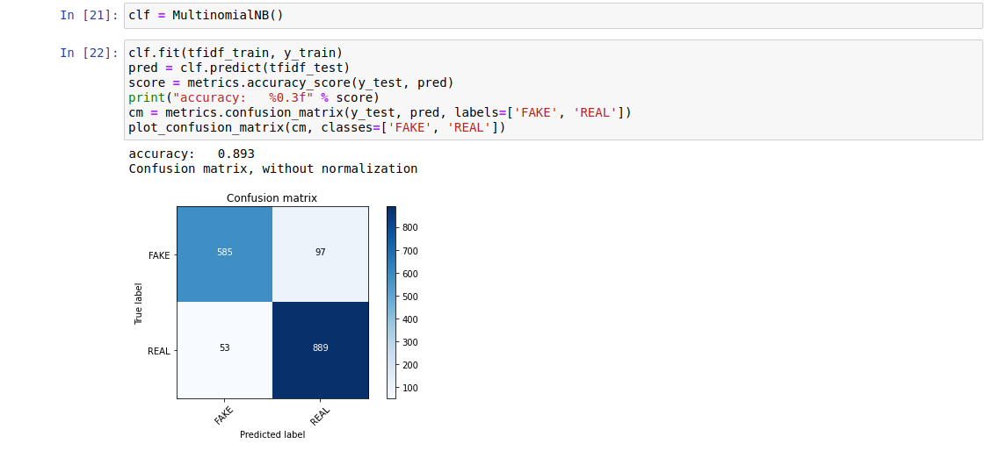 In [21]: clf = MultinomialNB()
In [22]: clf.fit(tfidf_train, y_train)
pred = clf.predict(tfidf_test)
score = metrics.accuracy_score(y_test, pred)
print("accuracy:   %0.3f" % score)
cm = metrics.confusion_matrix(y_test, pred, labels=['FAKE', 'REAL'])
plot_confusion_matrix(cm, classes=['FAKE', 'REAL'])
accuracy:   0.893
Confusion matrix, without normalization
Confusion matrix
True label
FAKE
585
97
REAL
53
889
FAKE
REAL
Predicted label
800
700
600
500
400
300
200
100